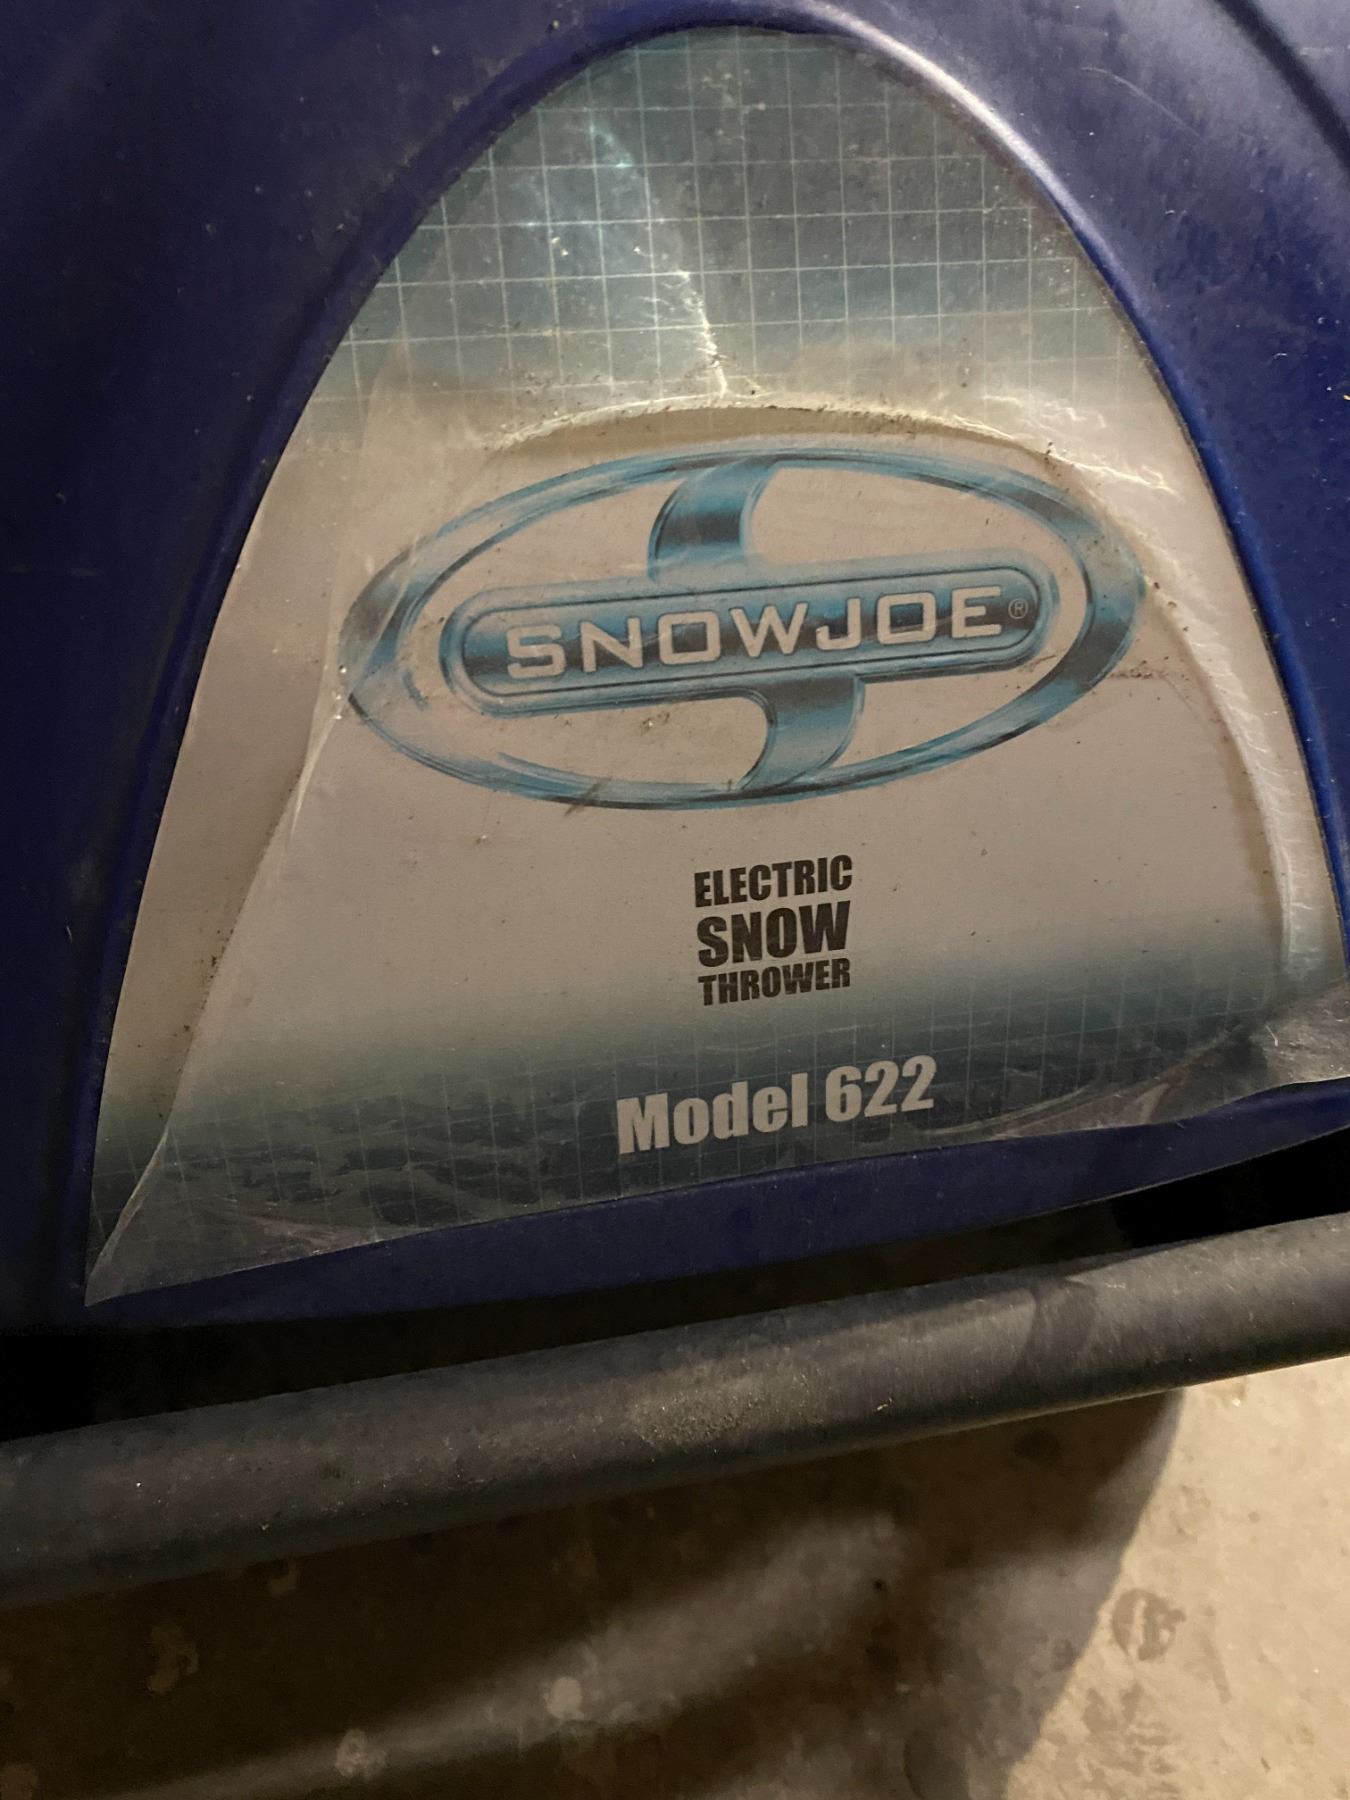 SNOWJOE®
ELECTRIC
SNOW
THROWER
Model 622